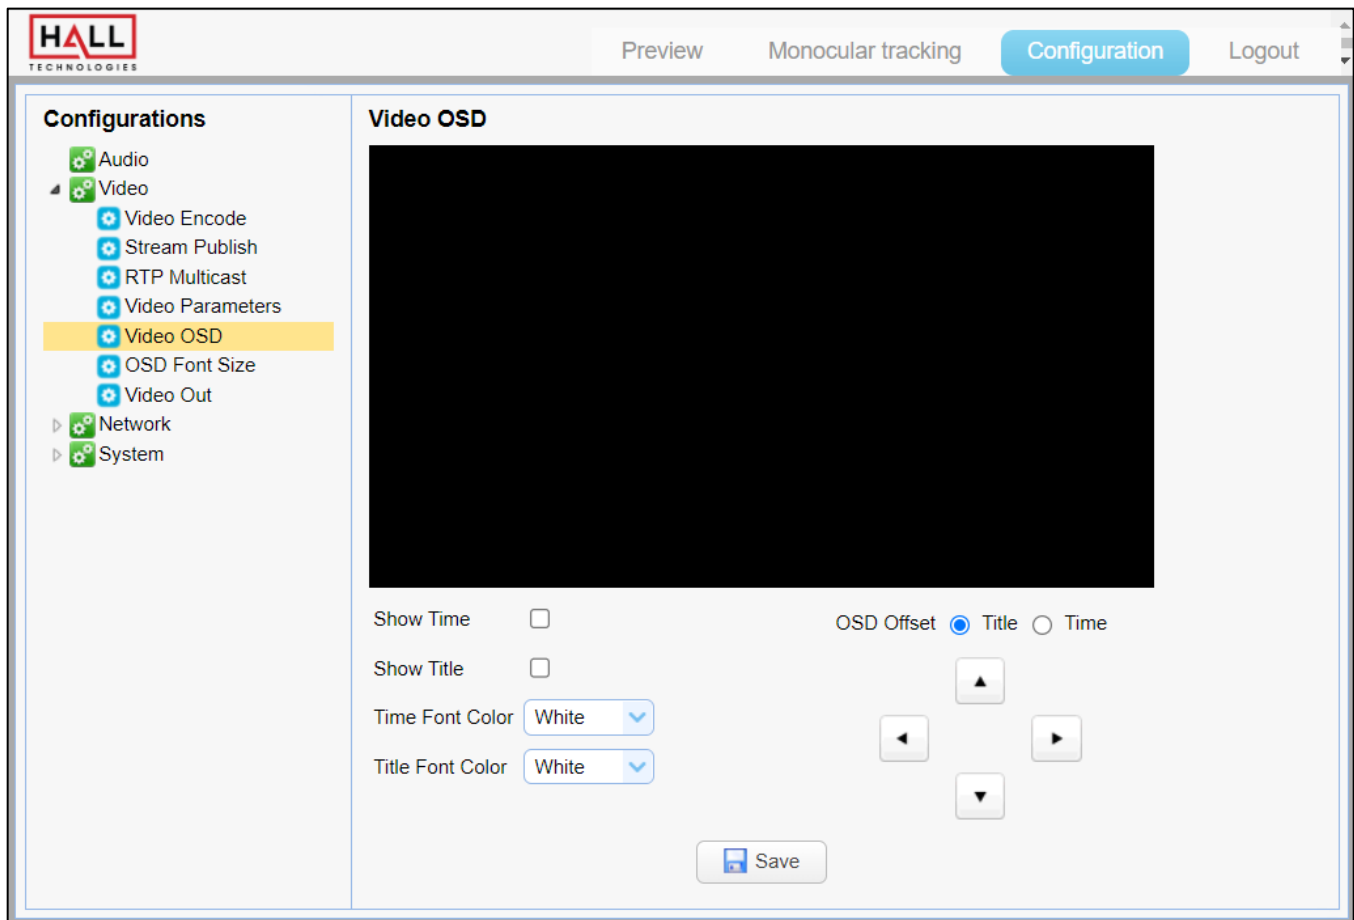 HALL
TECHNOLOGIES
Preview Monocular tracking Configuration Logout
Configurations
Audio
Video
Video Encode
Stream Publish
RTP Multicast
Video Parameters
Video OSD
OSD Font Size
Video Out
Network
System
Video OSD
Show Time
Show Title
Time Font Color White
Title Font Color White
OSD Offset Title Time
Save